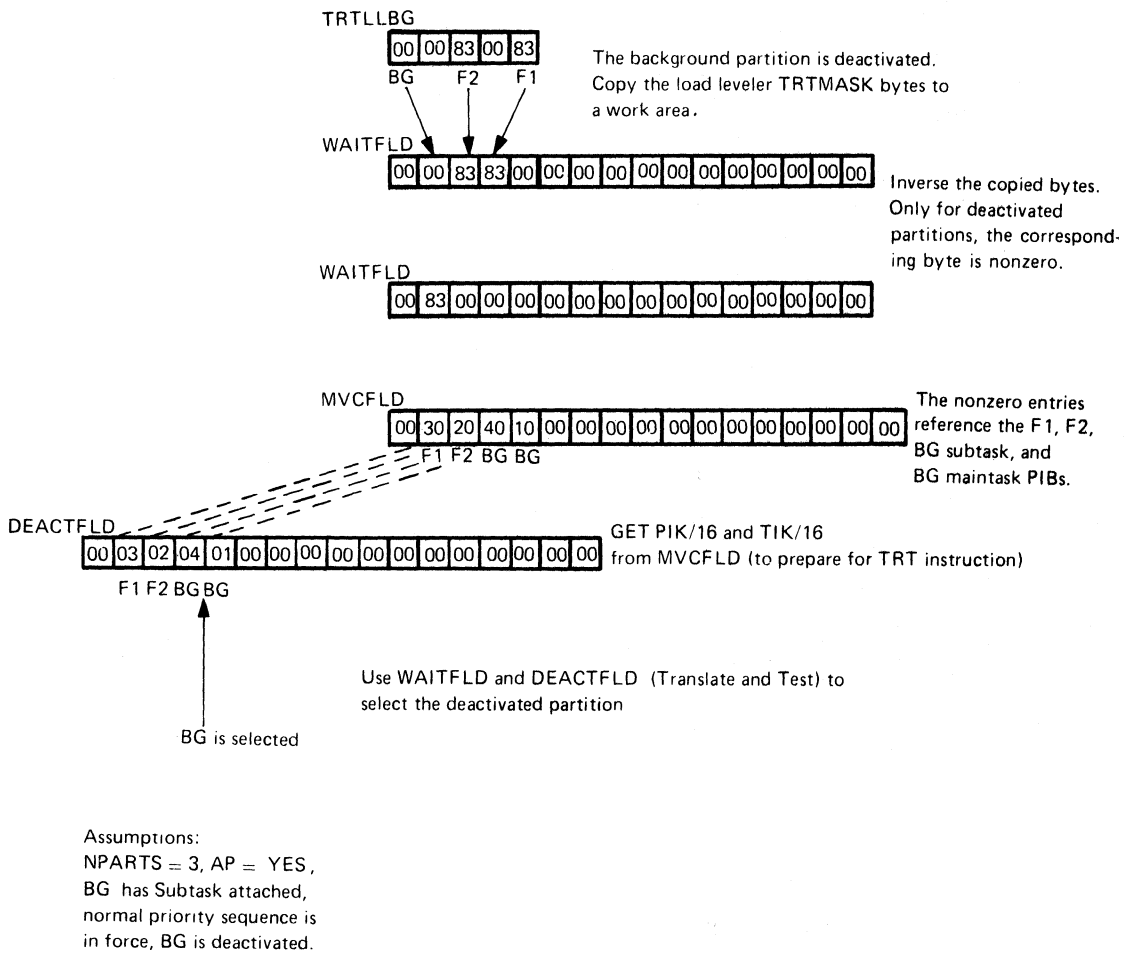 TRTLLBG
00 00 83 00 83
BG F2 F1
The background partition is deactivated.
Copy the load leveler TRTMASK bytes to
a work area.
WAITFLD
00 00 83 83 00 00 00 00 00 00 00 00 00 00 00 00
Inverse the copied bytes.
Only for deactivated
partitions, the correspond-
ing byte is nonzero.
WAITFLD
00 83 00 00 00 00 00 00 00 00 00 00 00 00 00 00
MVCFLD
00 30 20 40 10 00 00 00 00 00 00 00 00 00 00 00 00
F1 F2 BG BG
The nonzero entries
reference the F1, F2,
BG subtask, and
BG maintask PIBs.
DEACTFLD
00 03 02 04 01 00 00 00 00 00 00 00 00 00 00 00 00
F1 F2 BG BG
GET PIK/16 and TIK/16
from MVCFLD (to prepare for TRT instruction)
Use WAITFLD and DEACTFLD (Translate and Test) to
select the deactivated partition
BG is selected
Assumptions:
NPARTS = 3, AP = YES,
BG has Subtask attached,
normal priority sequence is
in force, BG is deactivated.